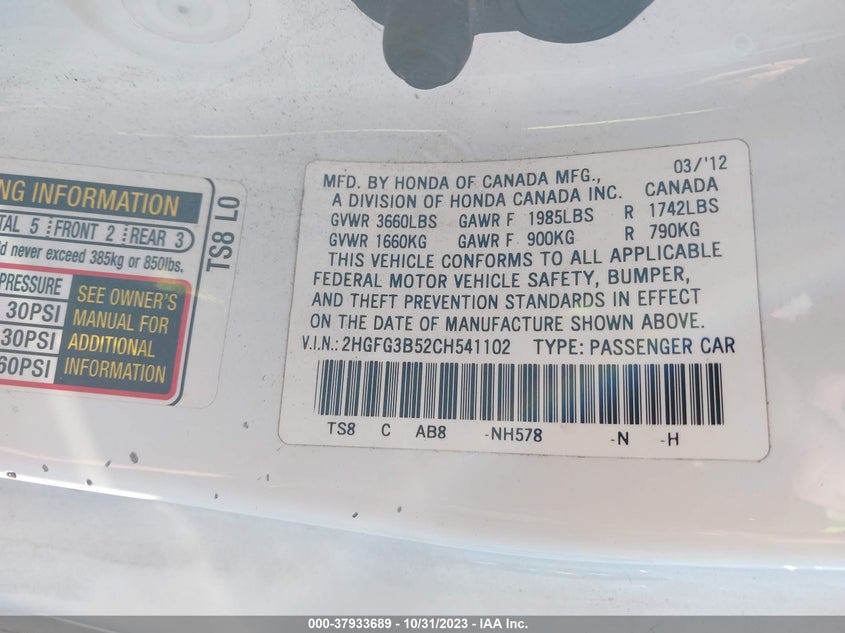 NG INFORMATION
TAL 5 FRONT 2 REAR 3
ld never exceed 385kg or 850lbs.
PRESSURE
30PSI
30PSI
60PSI
SEE OWNER'S
MANUAL FOR
ADDITIONAL
INFORMATION
TS8 L0
03/'12
MFD. BY HONDA OF CANADA MFG.,
A DIVISION OF HONDA CANADA INC. CANADA
GVWR 3660LBS GAWR F 1985LBS R 1742LBS
GVWR 1660KG GAWR F 900KG R 790KG
THIS VEHICLE CONFORMS TO ALL APPLICABLE
FEDERAL MOTOR VEHICLE SAFETY, BUMPER,
AND THEFT PREVENTION STANDARDS IN EFFECT
ON THE DATE OF MANUFACTURE SHOWN ABOVE.
V.I.N.: 2HGFG3B52CH541102 TYPE: PASSENGER CAR
TS8 C AB8 -NH578 -N -H
000-37933689 - 10/31/2023 - IAA Inc.